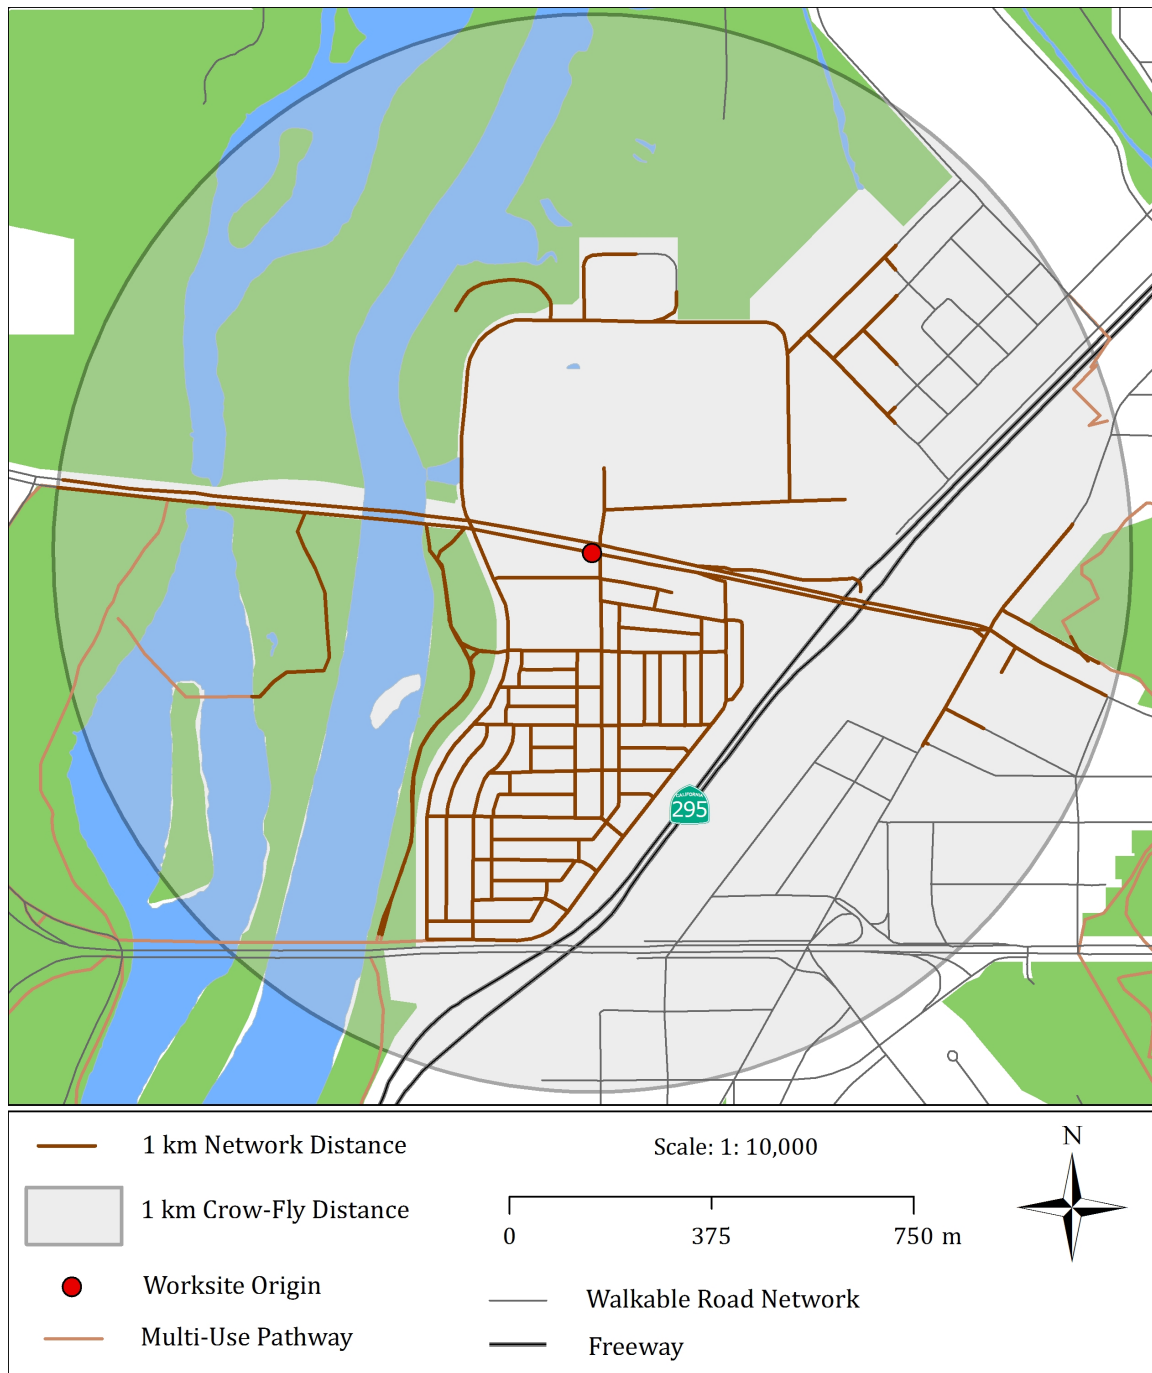 CALIFORNIA
295
1 km Network Distance
1 km Crow-Fly Distance
Worksite Origin
Multi-Use Pathway
Scale: 1: 10,000
0 375 750 m
Walkable Road Network
Freeway
N